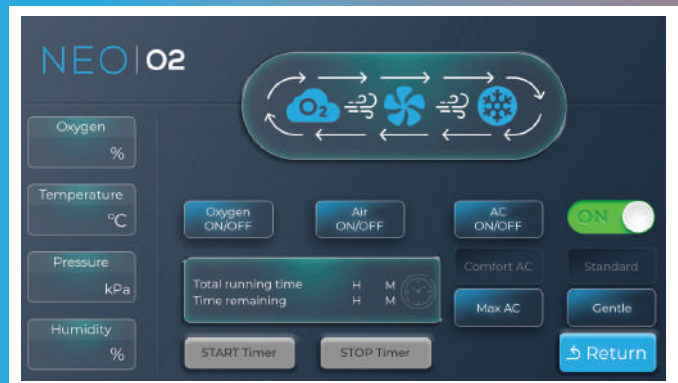 NEO|O2
O2
Oxygen
%
Temperature
°C
Pressure
kPa
Humidity
%
Oxygen
ON/OFF
Air
ON/OFF
AC
ON/OFF
ON
Total running time H M
Time remaining H M
Comfort AC
Standard
Max AC
Gentle
START Timer
STOP Timer
Return